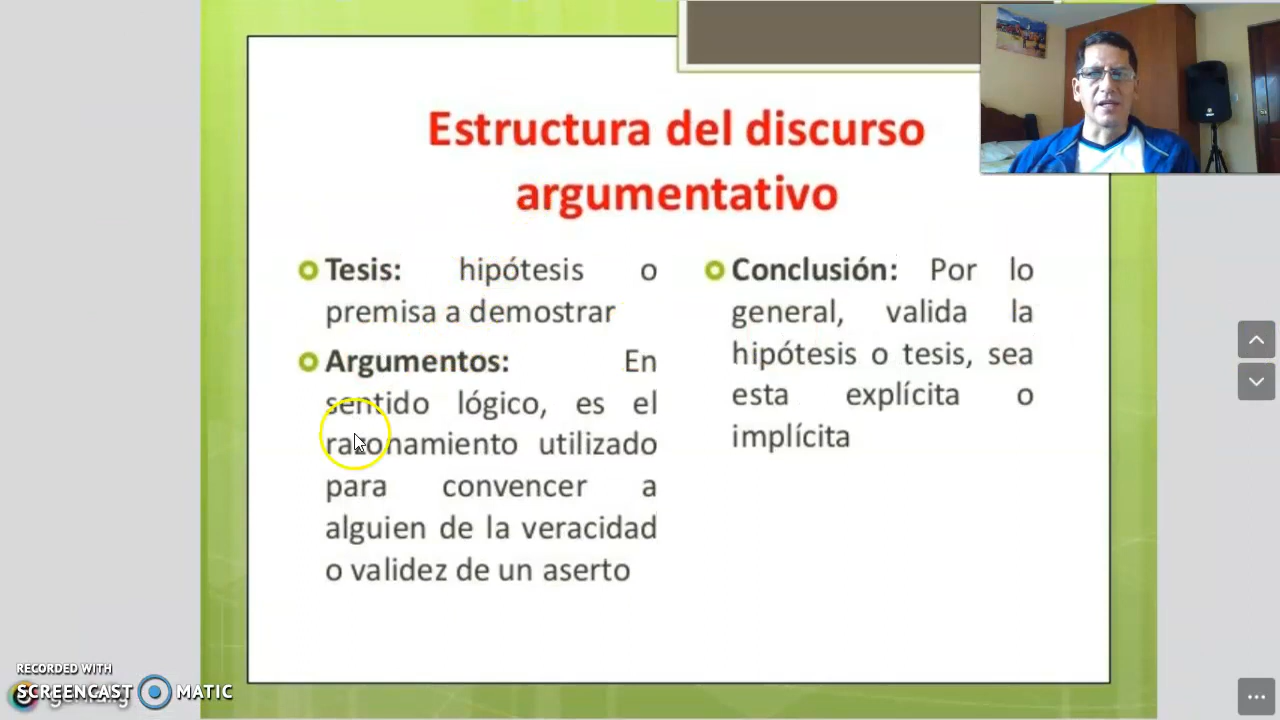 Estructura del discurso
argumentativo
Tesis: hipótesis o
premisa a demostrar
Argumentos: En
sentido lógico, es el
razonamiento utilizado
para convencer a
alguien de la veracidad
o validez de un aserto
Conclusión: Por lo
general, valida la
hipótesis o tesis, sea
esta explícita o
implícita
RECORDED WITH
SCREENCAST MATIC